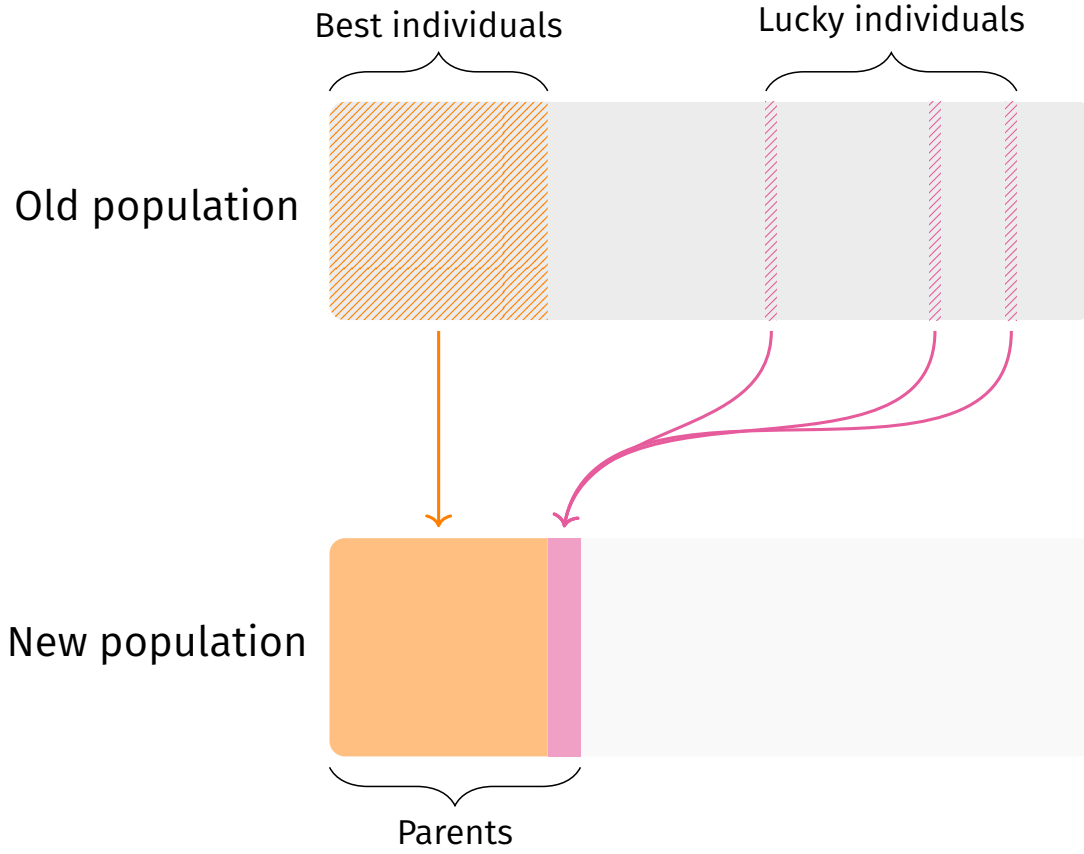 Best individuals
Lucky individuals
Old population
New population
Parents